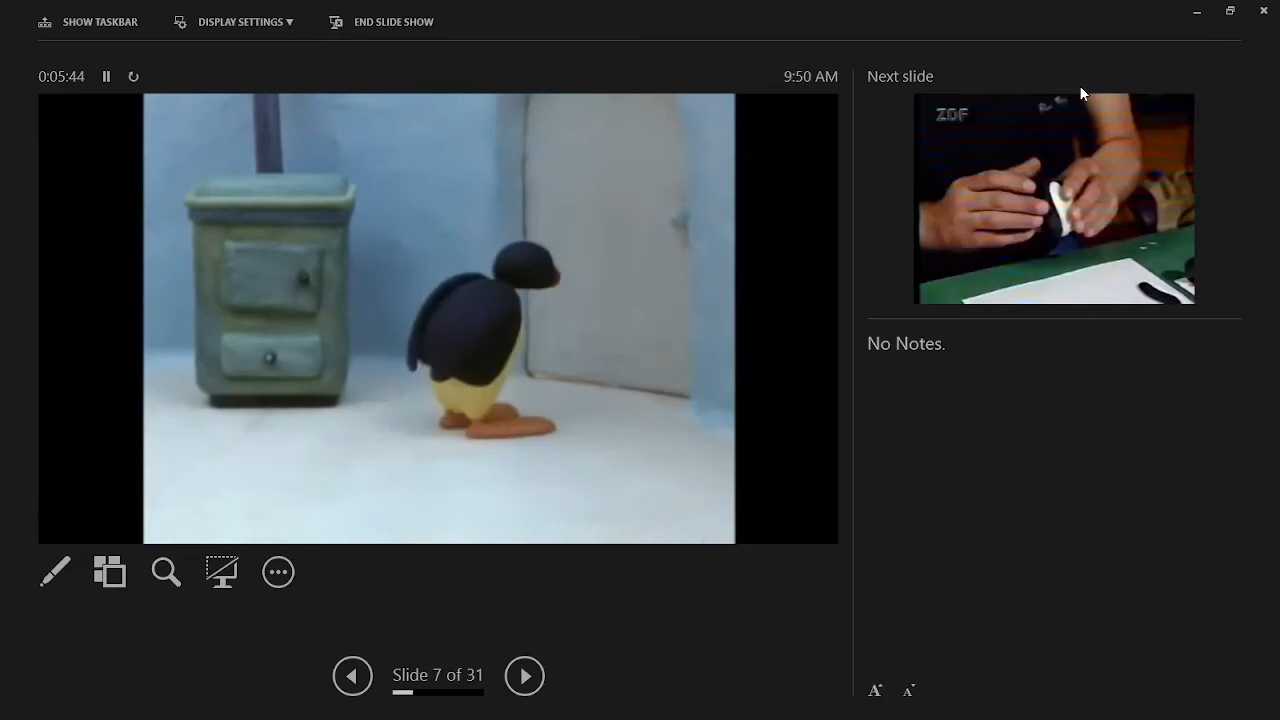 SHOW TASKBAR
DISPLAY SETTINGS ▼
END SLIDE SHOW
0:05:44
9:50 AM
Next slide
ZDF
No Notes.
Slide 7 of 31
A A